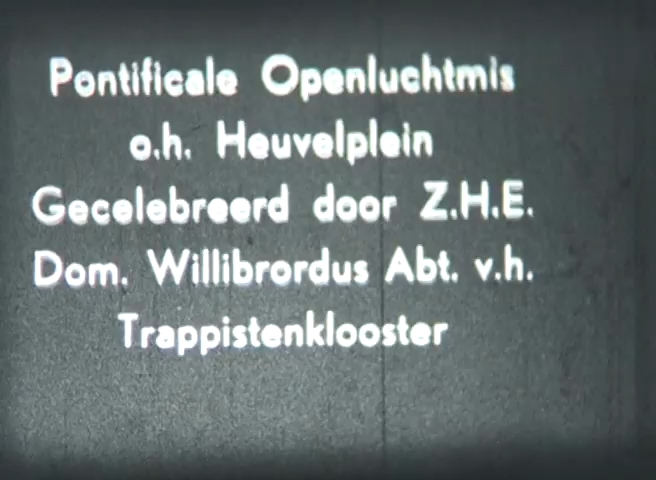 Pontificale Openluchtmis
o.h. Heuvelplein
Gecelebreerd door Z.H.E.
Dom. Willibrordus Abt. v.h.
Trappistenklooster